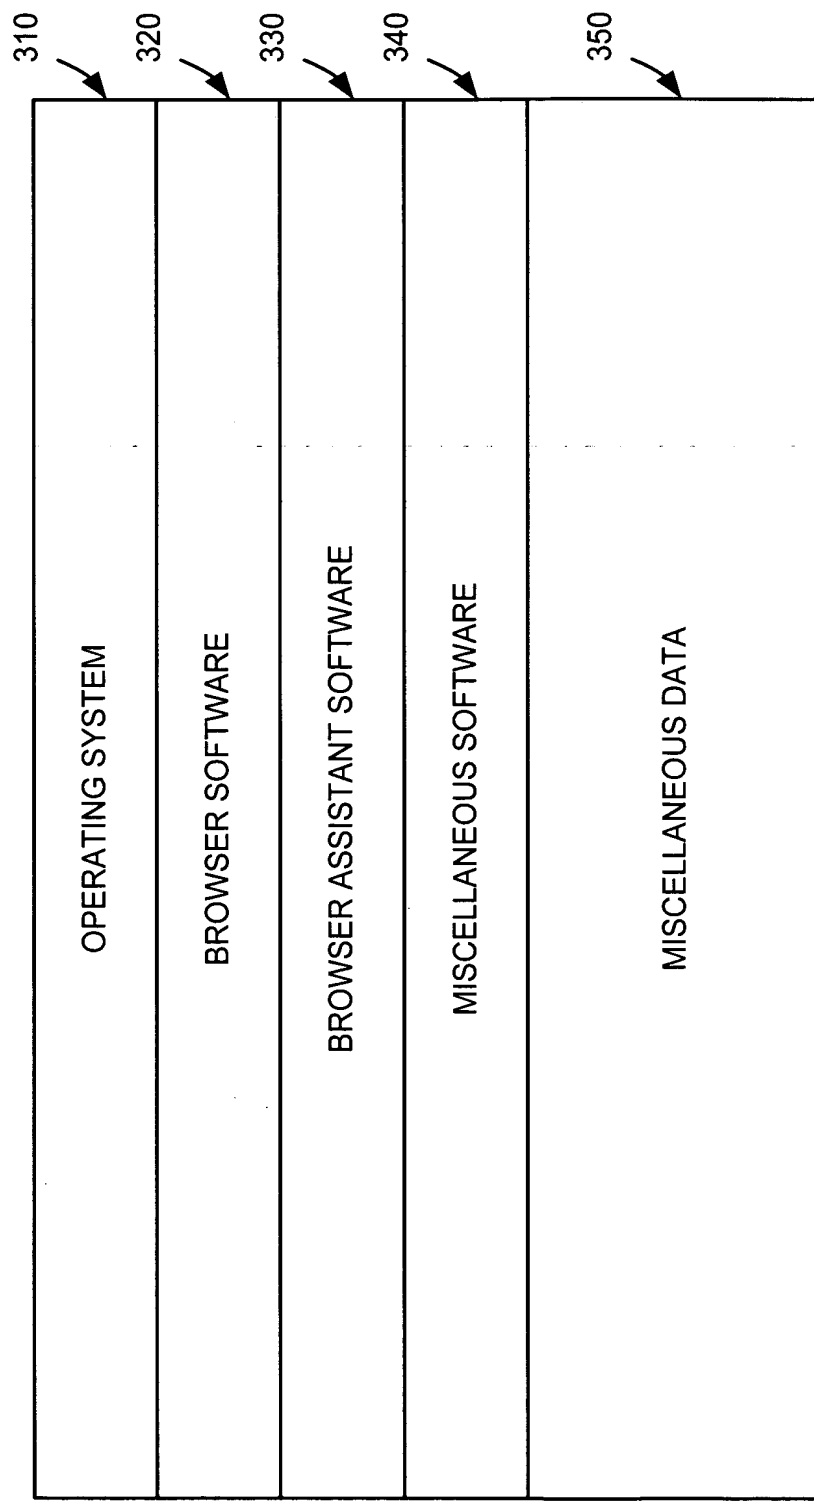 310
OPERATING SYSTEM
320
BROWSER SOFTWARE
330
BROWSER ASSISTANT SOFTWARE
340
MISCELLANEOUS SOFTWARE
350
MISCELLANEOUS DATA